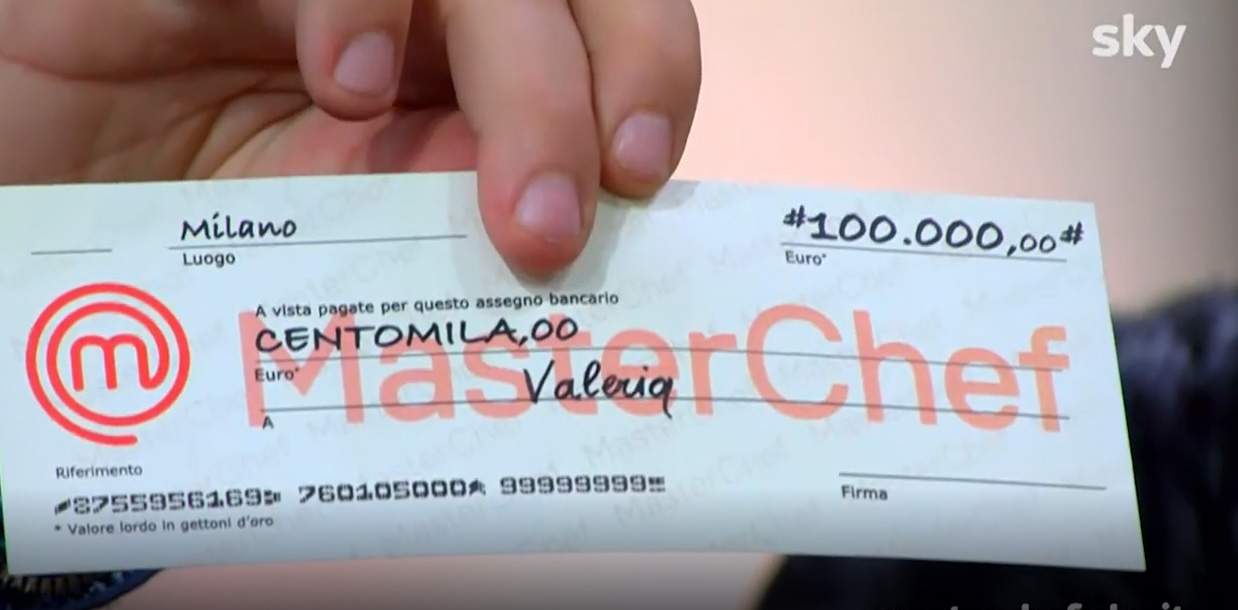 sky
Milano
#100.000,00#
Luogo
Euro*
A vista pagate per questo assegno bancario
CENTOMILA,00
MasterChef
Euro*
Valeria
A
Riferimento
8755956169 760105000 99999999
Firma
* Valore lordo in gettoni d'oro